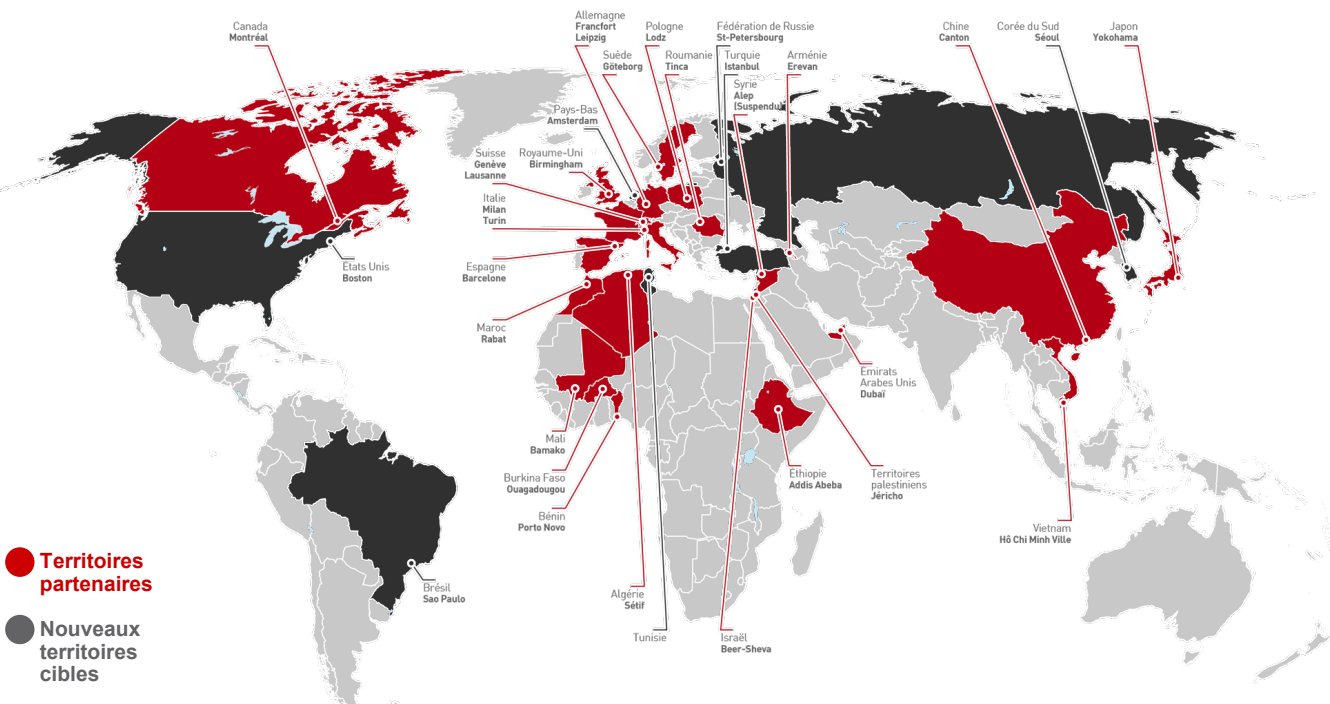 Canada
Montréal
Allemagne
Francfort
Leipzig
Pologne
Lodz
Fédération de Russie
St-Petersbourg
Chine
Canton
Corée du Sud
Séoul
Japon
Yokohama
Suède
Göteborg
Roumanie
Tinca
Turquie
Istanbul
Arménie
Erevan
Syrie
Alep
(Suspendu)
Pays-Bas
Amsterdam
Suisse
Genève
Lausanne
Royaume-Uni
Birmingham
Italie
Milan
Turin
Espagne
Barcelone
États Unis
Boston
Maroc
Rabat
Émirats
Arabes Unis
Dubaï
Mali
Bamako
Burkina Faso
Ouagadougou
Bénin
Porto Novo
Ethiopie
Addis Abeba
Territoires
palestiniens
Jéricho
Vietnam
Hô Chi Minh Ville
Brésil
Sao Paulo
Algérie
Sétif
Tunisie
Israël
Beer-Sheva
Territoires
partenaires
Nouveaux
territoires
cibles